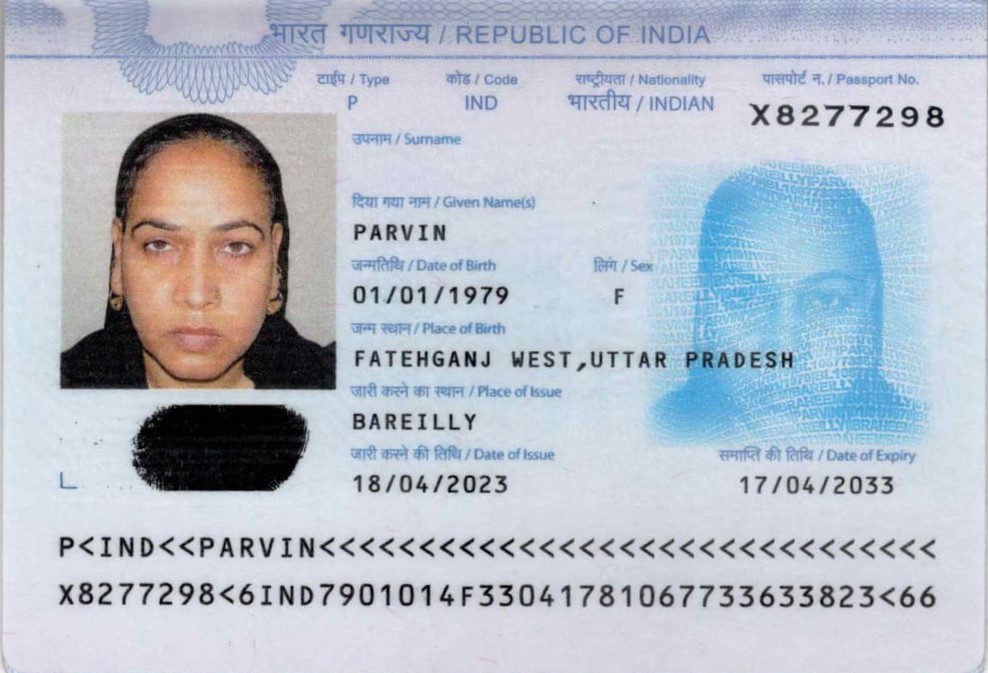 भारत गणराज्य / REPUBLIC OF INDIA
टाईप / Type कोड / Code राष्ट्रीयता / Nationality पासपोर्ट न. / Passport No.
P IND भारतीय / INDIAN X8277298
उपनाम / Surname
दिया गया नाम / Given Name(s)
PARVIN
जन्मतिथि / Date of Birth लिंग / Sex
01/01/1979 F
जन्म स्थान / Place of Birth
FATEHGANJ WEST,UTTAR PRADESH
जारी करने का स्थान / Place of Issue
BAREILLY
जारी करने की तिथि / Date of Issue समाप्ति की तिथि / Date of Expiry
18/04/2023 17/04/2033
P<IND<<PARVIN<<<<<<<<<<<<<<<<<<<<<<<<<<<<<<<
X8277298<6IND7901014F33041781067733633823<66